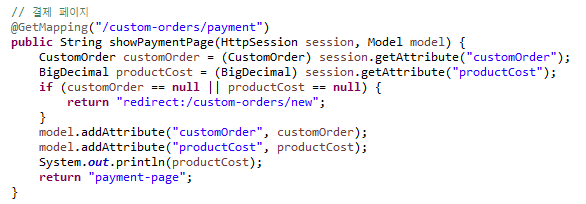 // 결제 페이지
@GetMapping("/custom-orders/payment")
public String showPaymentPage(HttpSession session, Model model) {
    CustomOrder customOrder = (CustomOrder) session.getAttribute("customOrder");
    BigDecimal productCost = (BigDecimal) session.getAttribute("productCost");
    if (customOrder == null || productCost == null) {
        return "redirect:/custom-orders/new";
    }
    model.addAttribute("customOrder", customOrder);
    model.addAttribute("productCost", productCost);
    System.out.println(productCost);
    return "payment-page";
}